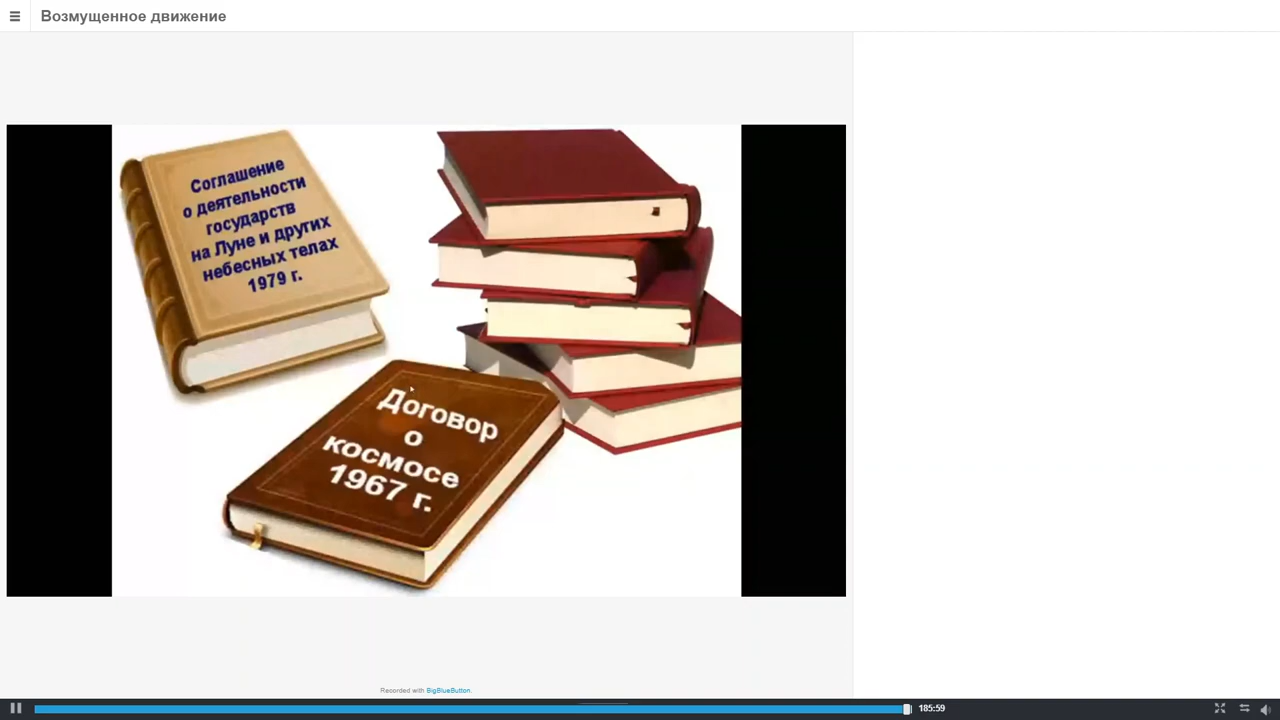 Возмущенное движение
Соглашение
о деятельности
государств
на Луне и других
небесных телах
1979 г.
Договор
о
космосе
1967 г.
Recorded with BigBlueButton.
185:59